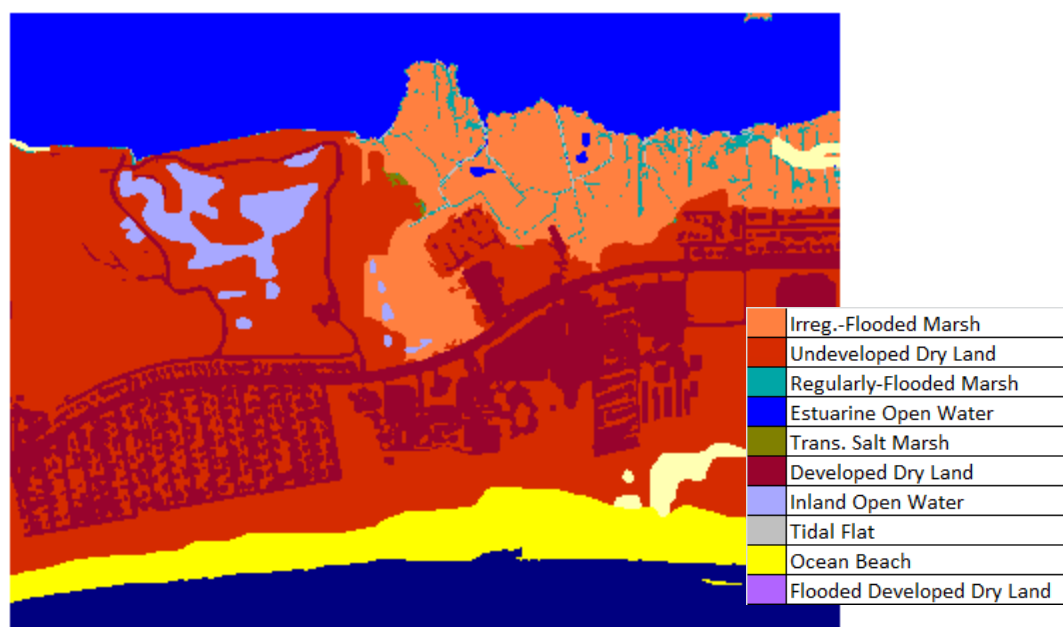 Irreg.-Flooded Marsh
Undeveloped Dry Land
Regularly-Flooded Marsh
Estuarine Open Water
Trans. Salt Marsh
Developed Dry Land
Inland Open Water
Tidal Flat
Ocean Beach
Flooded Developed Dry Land